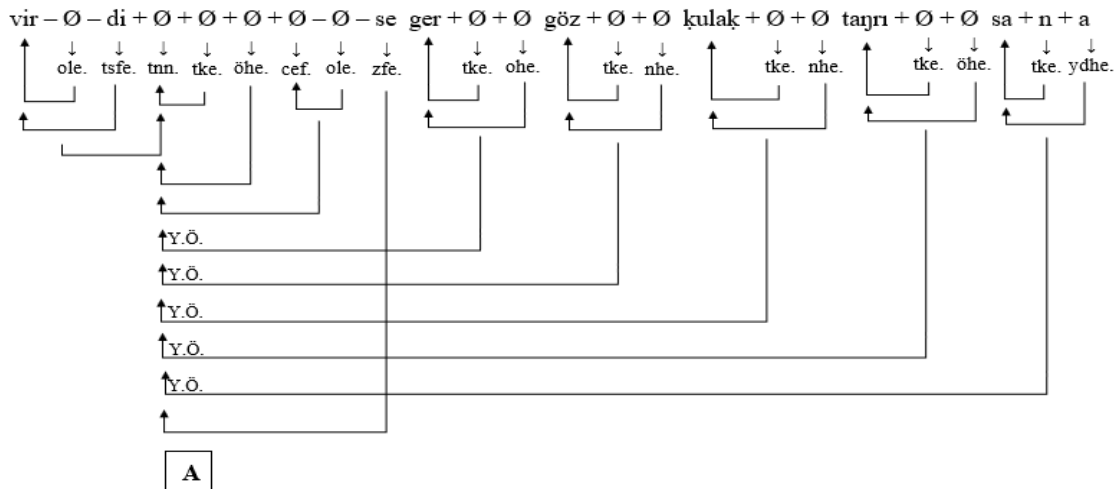 vir – Ø – di + Ø + Ø + Ø + Ø – Ø – se ger + Ø + Ø göz + Ø + Ø ḳulaḳ + Ø + Ø taŋrı + Ø + Ø sa + n + a
ole. tsfe. tnn. tke. öhe. cef. ole. zfe. tke. ohe. tke. nhe. tke. nhe. tke. öhe. tke. ydhe.
Y.Ö.
Y.Ö.
Y.Ö.
Y.Ö.
Y.Ö.
A